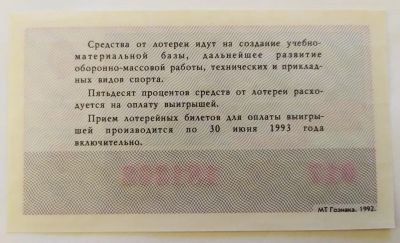 Средства от лотереи идут на создание учебно-
материальной базы, дальнейшее развитие
оборонно-массовой работы, технических и приклад-
ных видов спорта.
Пятьдесят процентов средств от лотереи расхо-
дуется на оплату выигрышей.
Прием лотерейных билетов для оплаты выигры-
шей производится по 30 июня 1993 года
включительно.
МТ Гознака. 1992.